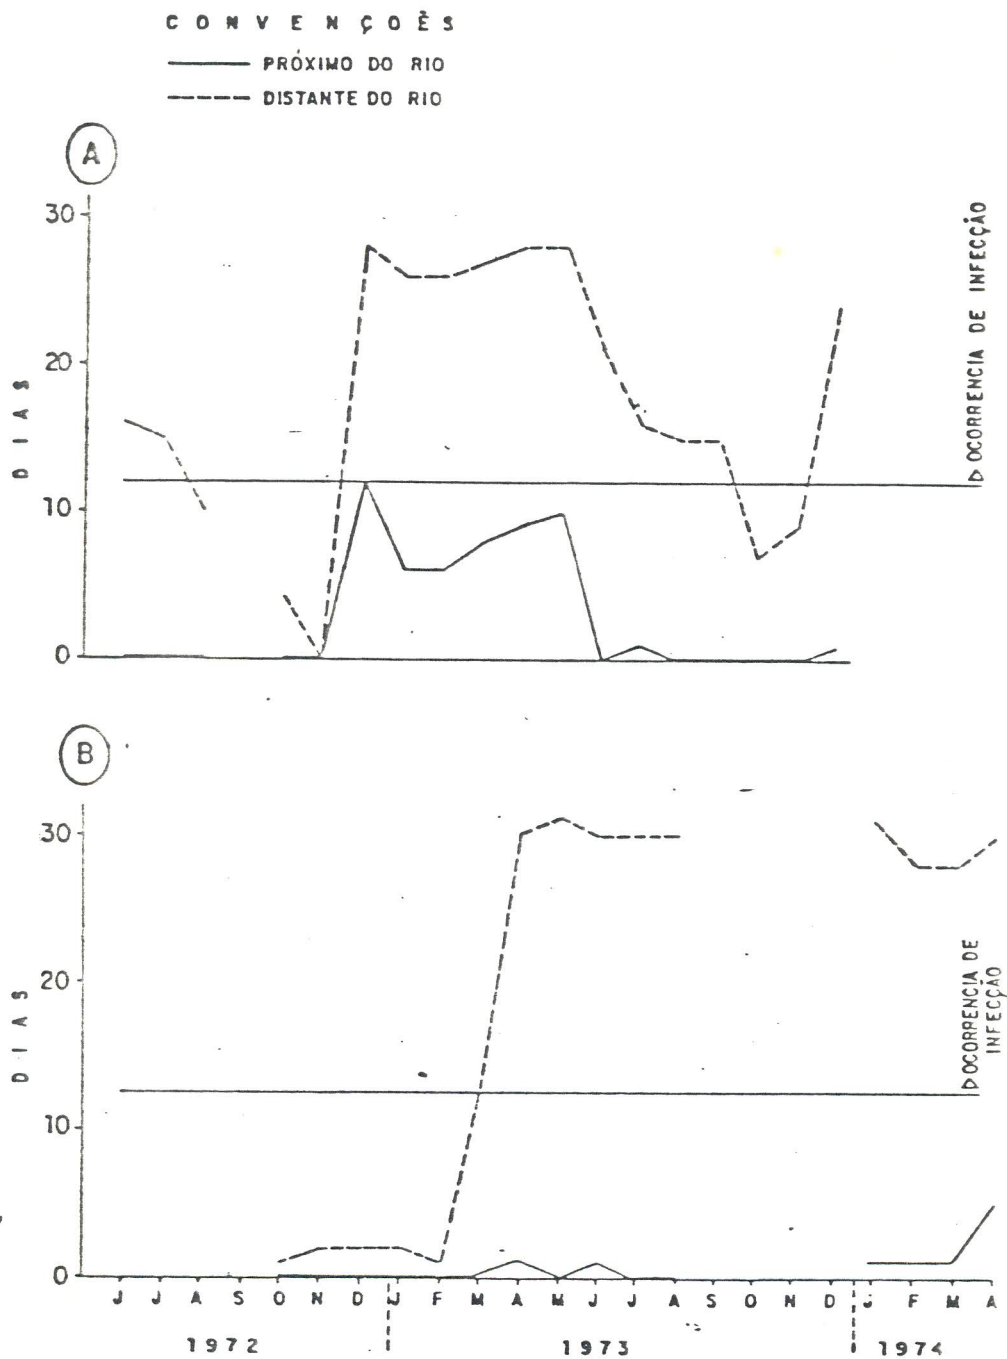 CONVENÇOÈS
PRÓXIMO DO RIO
DISTANTE DO RIO
A
30
20
10
0
DIAS
OCORRENCIA DE INFECÇÃO
B
30
20
10
0
DIAS
OCORRENCIA DE
INFECÇÃO
J J A S O N D J F M A M J J A S O N D J F M A
1972 1973 1974